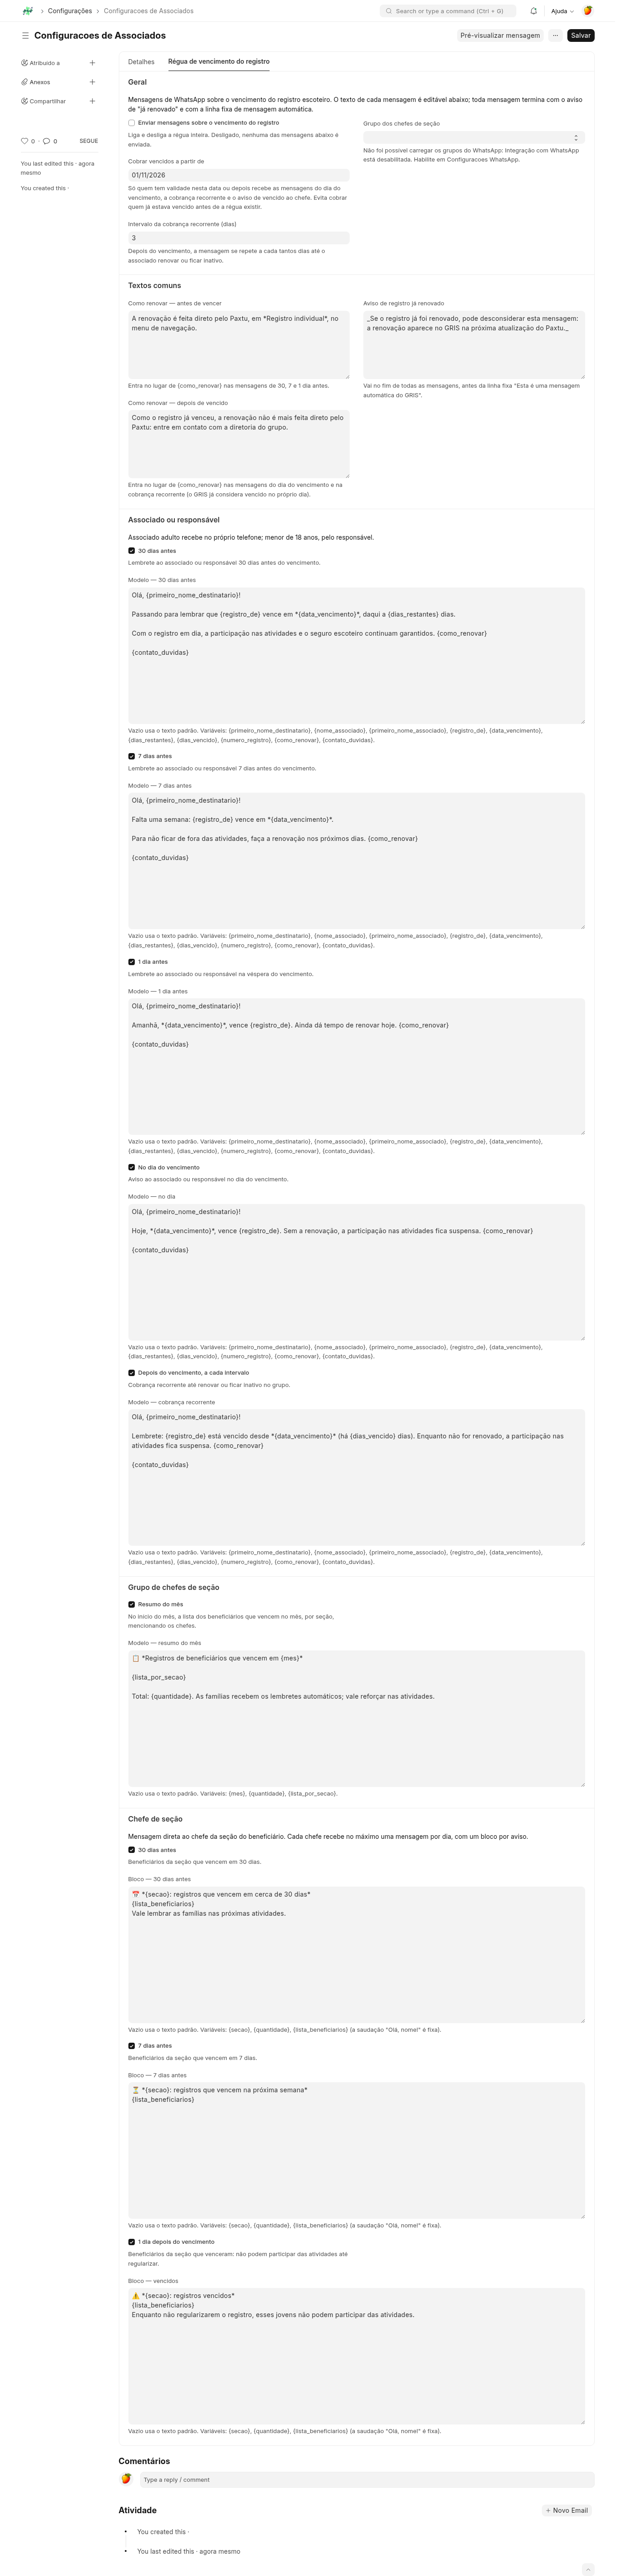 Configurações
Configuracoes de Associados
Search or type a command (Ctrl + G)
Ajuda
Configuracoes de Associados
Pré-visualizar mensagem
Salvar
Atribuído a
Anexos
Compartilhar
0 · 0 SEGUE
You last edited this · agora
mesmo
You created this ·
Detalhes
Régua de vencimento do registro
Geral
Mensagens de WhatsApp sobre o vencimento do registro escoteiro. O texto de cada mensagem é editável abaixo; toda mensagem termina com o aviso
de "já renovado" e com a linha fixa de mensagem automática.
Enviar mensagens sobre o vencimento do registro
Liga e desliga a régua inteira. Desligado, nenhuma das mensagens abaixo é
enviada.
Cobrar vencidos a partir de
01/11/2026
Só quem tem validade nesta data ou depois recebe as mensagens do dia do
vencimento, a cobrança recorrente e o aviso de vencido ao chefe. Evita cobrar
quem já estava vencido antes de a régua existir.
Intervalo da cobrança recorrente (dias)
3
Depois do vencimento, a mensagem se repete a cada tantos dias até o
associado renovar ou ficar inativo.
Grupo dos chefes de seção
Não foi possível carregar os grupos do WhatsApp: Integração com WhatsApp
está desabilitada. Habilite em Configuracoes WhatsApp.
Textos comuns
Como renovar — antes de vencer
A renovação é feita direto pelo Paxtu, em *Registro individual*, no
menu de navegação.
Entra no lugar de {como_renovar} nas mensagens de 30, 7 e 1 dia antes.
Como renovar — depois de vencido
Como o registro já venceu, a renovação não é mais feita direto pelo
Paxtu: entre em contato com a diretoria do grupo.
Entra no lugar de {como_renovar} nas mensagens do dia do vencimento e na
cobrança recorrente (o GRIS já considera vencido no próprio dia).
Aviso de registro já renovado
_Se o registro já foi renovado, pode desconsiderar esta mensagem:
a renovação aparece no GRIS na próxima atualização do Paxtu._
Vai no fim de todas as mensagens, antes da linha fixa "Esta é uma mensagem
automática do GRIS".
Associado ou responsável
Associado adulto recebe no próprio telefone; menor de 18 anos, pelo responsável.
30 dias antes
Lembrete ao associado ou responsável 30 dias antes do vencimento.
Modelo — 30 dias antes
Olá, {primeiro_nome_destinatario}!
Passando para lembrar que {registro_de} vence em *{data_vencimento}*, daqui a {dias_restantes} dias.
Com o registro em dia, a participação nas atividades e o seguro escoteiro continuam garantidos. {como_renovar}
{contato_duvidas}
Vazio usa o texto padrão. Variáveis: {primeiro_nome_destinatario}, {nome_associado}, {primeiro_nome_associado}, {registro_de}, {data_vencimento},
{dias_restantes}, {dias_vencido}, {numero_registro}, {como_renovar}, {contato_duvidas}.
7 dias antes
Lembrete ao associado ou responsável 7 dias antes do vencimento.
Modelo — 7 dias antes
Olá, {primeiro_nome_destinatario}!
Falta uma semana: {registro_de} vence em *{data_vencimento}*.
Para não ficar de fora das atividades, faça a renovação nos próximos dias. {como_renovar}
{contato_duvidas}
Vazio usa o texto padrão. Variáveis: {primeiro_nome_destinatario}, {nome_associado}, {primeiro_nome_associado}, {registro_de}, {data_vencimento},
{dias_restantes}, {dias_vencido}, {numero_registro}, {como_renovar}, {contato_duvidas}.
1 dia antes
Lembrete ao associado ou responsável na véspera do vencimento.
Modelo — 1 dia antes
Olá, {primeiro_nome_destinatario}!
Amanhã, *{data_vencimento}*, vence {registro_de}. Ainda dá tempo de renovar hoje. {como_renovar}
{contato_duvidas}
Vazio usa o texto padrão. Variáveis: {primeiro_nome_destinatario}, {nome_associado}, {primeiro_nome_associado}, {registro_de}, {data_vencimento},
{dias_restantes}, {dias_vencido}, {numero_registro}, {como_renovar}, {contato_duvidas}.
No dia do vencimento
Aviso ao associado ou responsável no dia do vencimento.
Modelo — no dia
Olá, {primeiro_nome_destinatario}!
Hoje, *{data_vencimento}*, vence {registro_de}. Sem a renovação, a participação nas atividades fica suspensa. {como_renovar}
{contato_duvidas}
Vazio usa o texto padrão. Variáveis: {primeiro_nome_destinatario}, {nome_associado}, {primeiro_nome_associado}, {registro_de}, {data_vencimento},
{dias_restantes}, {dias_vencido}, {numero_registro}, {como_renovar}, {contato_duvidas}.
Depois do vencimento, a cada intervalo
Cobrança recorrente até renovar ou ficar inativo no grupo.
Modelo — cobrança recorrente
Olá, {primeiro_nome_destinatario}!
Lembrete: {registro_de} está vencido desde *{data_vencimento}* (há {dias_vencido} dias). Enquanto não for renovado, a participação nas
atividades fica suspensa. {como_renovar}
{contato_duvidas}
Vazio usa o texto padrão. Variáveis: {primeiro_nome_destinatario}, {nome_associado}, {primeiro_nome_associado}, {registro_de}, {data_vencimento},
{dias_restantes}, {dias_vencido}, {numero_registro}, {como_renovar}, {contato_duvidas}.
Grupo de chefes de seção
Resumo do mês
No início do mês, a lista dos beneficiários que vencem no mês, por seção,
mencionando os chefes.
Modelo — resumo do mês
📋 *Registros de beneficiários que vencem em {mes}*
{lista_por_secao}
Total: {quantidade}. As famílias recebem os lembretes automáticos; vale reforçar nas atividades.
Vazio usa o texto padrão. Variáveis: {mes}, {quantidade}, {lista_por_secao}.
Chefe de seção
Mensagem direta ao chefe da seção do beneficiário. Cada chefe recebe no máximo uma mensagem por dia, com um bloco por aviso.
30 dias antes
Beneficiários da seção que vencem em 30 dias.
Bloco — 30 dias antes
📅 *{secao}: registros que vencem em cerca de 30 dias*
{lista_beneficiarios}
Vale lembrar as famílias nas próximas atividades.
Vazio usa o texto padrão. Variáveis: {secao}, {quantidade}, {lista_beneficiarios} (a saudação "Olá, nome!" é fixa).
7 dias antes
Beneficiários da seção que vencem em 7 dias.
Bloco — 7 dias antes
⏳ *{secao}: registros que vencem na próxima semana*
{lista_beneficiarios}
Vazio usa o texto padrão. Variáveis: {secao}, {quantidade}, {lista_beneficiarios} (a saudação "Olá, nome!" é fixa).
1 dia depois do vencimento
Beneficiários da seção que venceram: não podem participar das atividades até
regularizar.
Bloco — vencidos
⚠️ *{secao}: registros vencidos*
{lista_beneficiarios}
Enquanto não regularizarem o registro, esses jovens não podem participar das atividades.
Vazio usa o texto padrão. Variáveis: {secao}, {quantidade}, {lista_beneficiarios} (a saudação "Olá, nome!" é fixa).
Comentários
Type a reply / comment
Atividade
+ Novo Email
You created this ·
You last edited this · agora mesmo